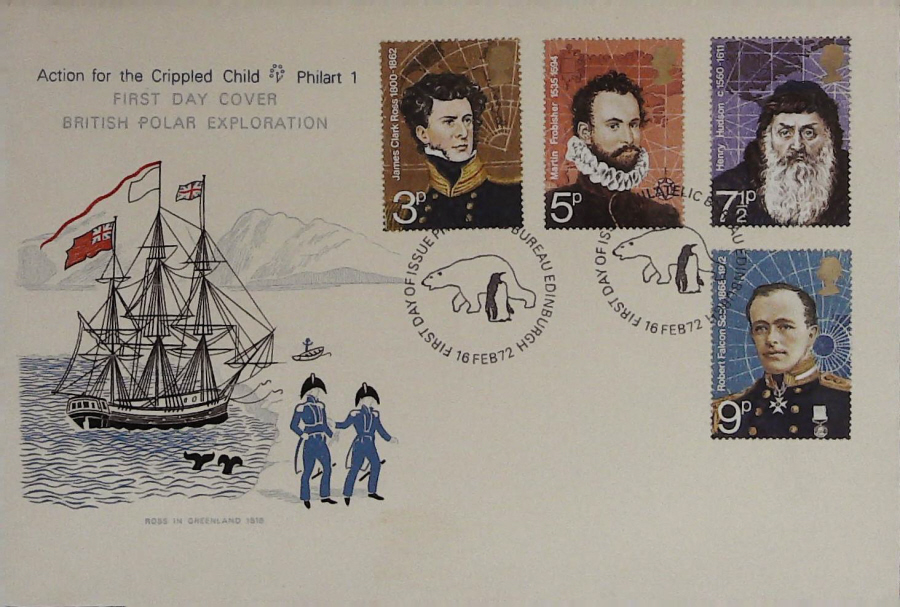 Action for the Crippled Child Philart 1
FIRST DAY COVER
BRITISH POLAR EXPLORATION
James Clark Ross 1800-1862
3p
Martin Frobisher 1535-1594
5p
Henry Hudson c.1560-1611
7½p
Robert Falcon Scott 1868-1912
9p
FIRST DAY OF ISSUE BUREAU EDINBURGH
16 FEB 72
FIRST DAY OF ISSUE PHILATELIC BUREAU EDINBURGH
16 FEB 72
ROSS IN GREENLAND 1818